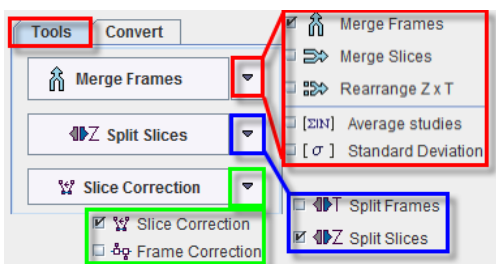 Tools Convert
Merge Frames
Split Slices
Slice Correction
Merge Frames
Merge Slices
Rearrange Z x T
[ΣIN] Average studies
[ σ ] Standard Deviation
T Split Frames
Z Split Slices
Slice Correction
Frame Correction